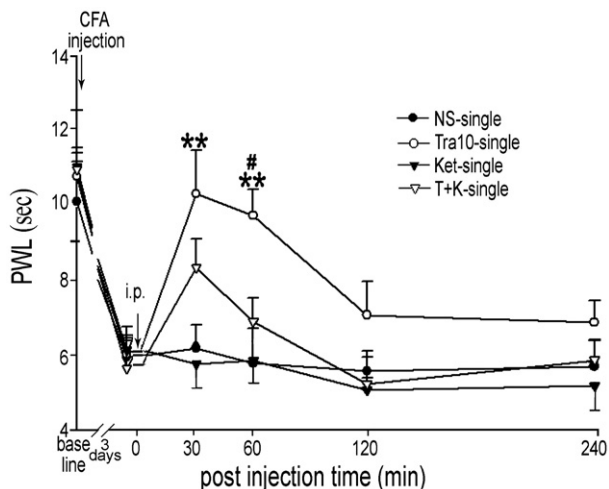 CFA
injection
14
12
10
8
6
4
PWL (sec)
NS-single
Tra10-single
Ket-single
T+K-single
**
#
**
i.p.
base
line
3
days
0
30
60
120
240
post injection time (min)